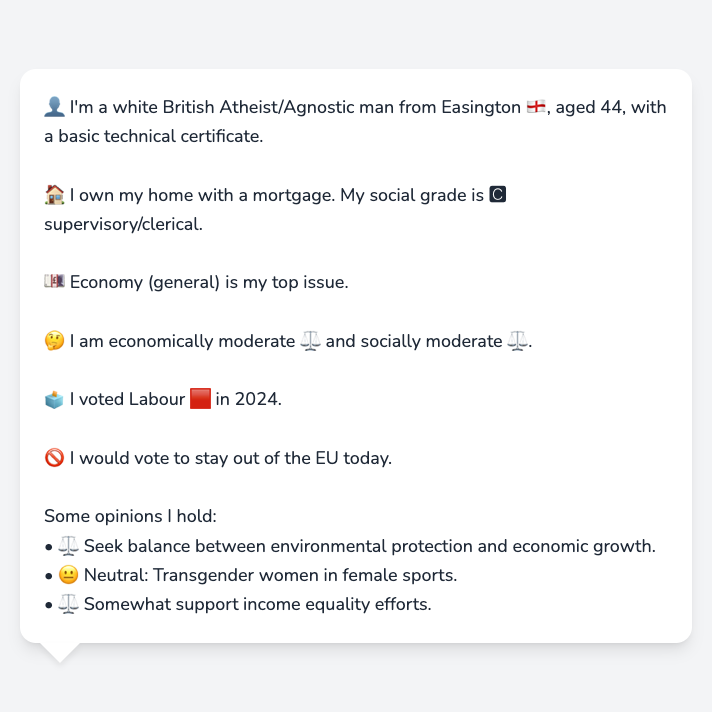 👤 I'm a white British Atheist/Agnostic man from Easington 🏴󠁧󠁢󠁥󠁮󠁧󠁿, aged 44, with
a basic technical certificate.
🏠 I own my home with a mortgage. My social grade is 🅲
supervisory/clerical.
💷 Economy (general) is my top issue.
🤔 I am economically moderate ⚖️ and socially moderate ⚖️.
🗳️ I voted Labour 🟥 in 2024.
🚫 I would vote to stay out of the EU today.
Some opinions I hold:
• ⚖️ Seek balance between environmental protection and economic growth.
• 😐 Neutral: Transgender women in female sports.
• ⚖️ Somewhat support income equality efforts.